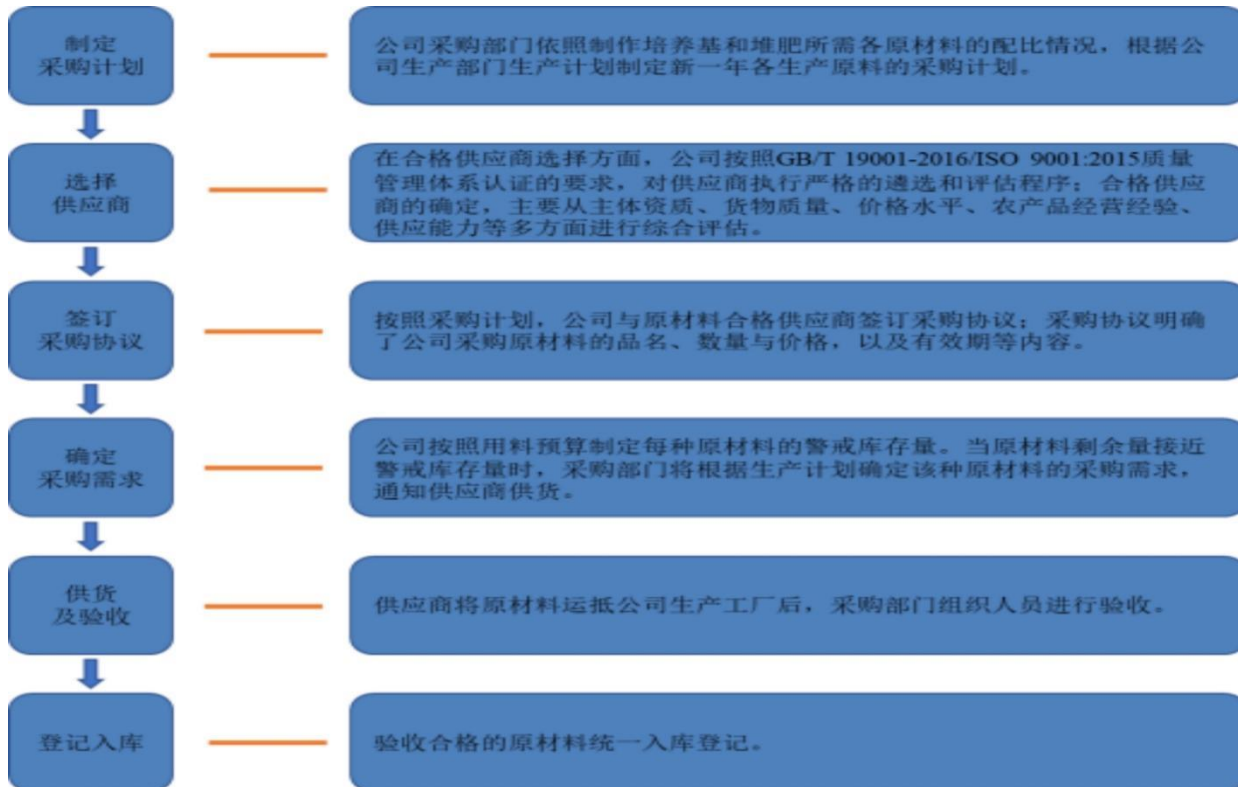 制定
采购计划
公司采购部门依照制作培养基和堆肥所需各原材料的配比情况，根据公
司生产部门生产计划制定新一年各生产原料的采购计划。
选择
供应商
在合格供应商选择方面，公司按照GB/T 19001-2016/ISO 9001:2015质量
管理体系认证的要求，对供应商执行严格的遴选和评估程序；合格供应
商的确定，主要从主体资质、货物质量、价格水平、农产品经营经验、
供应能力等多方面进行综合评估。
签订
采购协议
按照采购计划，公司与原材料合格供应商签订采购协议；采购协议明确
了公司采购原材料的品名、数量与价格，以及有效期等内容。
确定
采购需求
公司按照用料预算制定每种原材料的警戒库存量。当原材料剩余量接近
警戒库存量时，采购部门将根据生产计划确定该种原材料的采购需求，
通知供应商供货。
供货
及验收
供应商将原材料运抵公司生产工厂后，采购部门组织人员进行验收。
登记入库
验收合格的原材料统一入库登记。